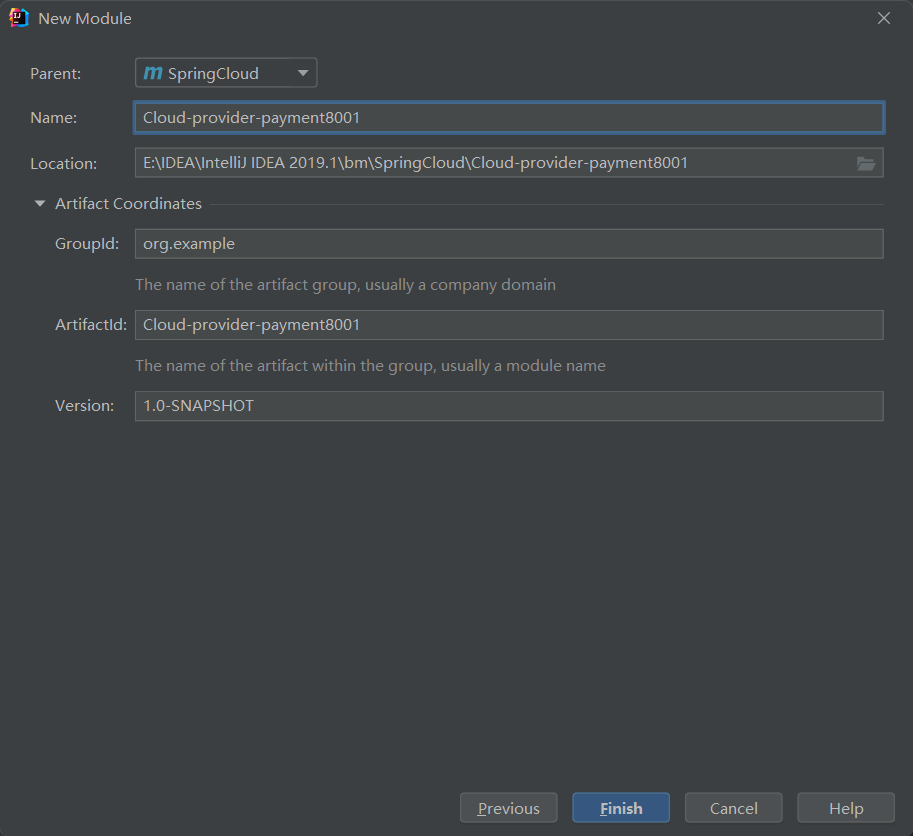 New Module
Parent: m SpringCloud
Name: Cloud-provider-payment8001
Location: E:\IDEA\IntelliJ IDEA 2019.1\bm\SpringCloud\Cloud-provider-payment8001
Artifact Coordinates
GroupId: org.example
The name of the artifact group, usually a company domain
ArtifactId: Cloud-provider-payment8001
The name of the artifact within the group, usually a module name
Version: 1.0-SNAPSHOT
Previous Finish Cancel Help